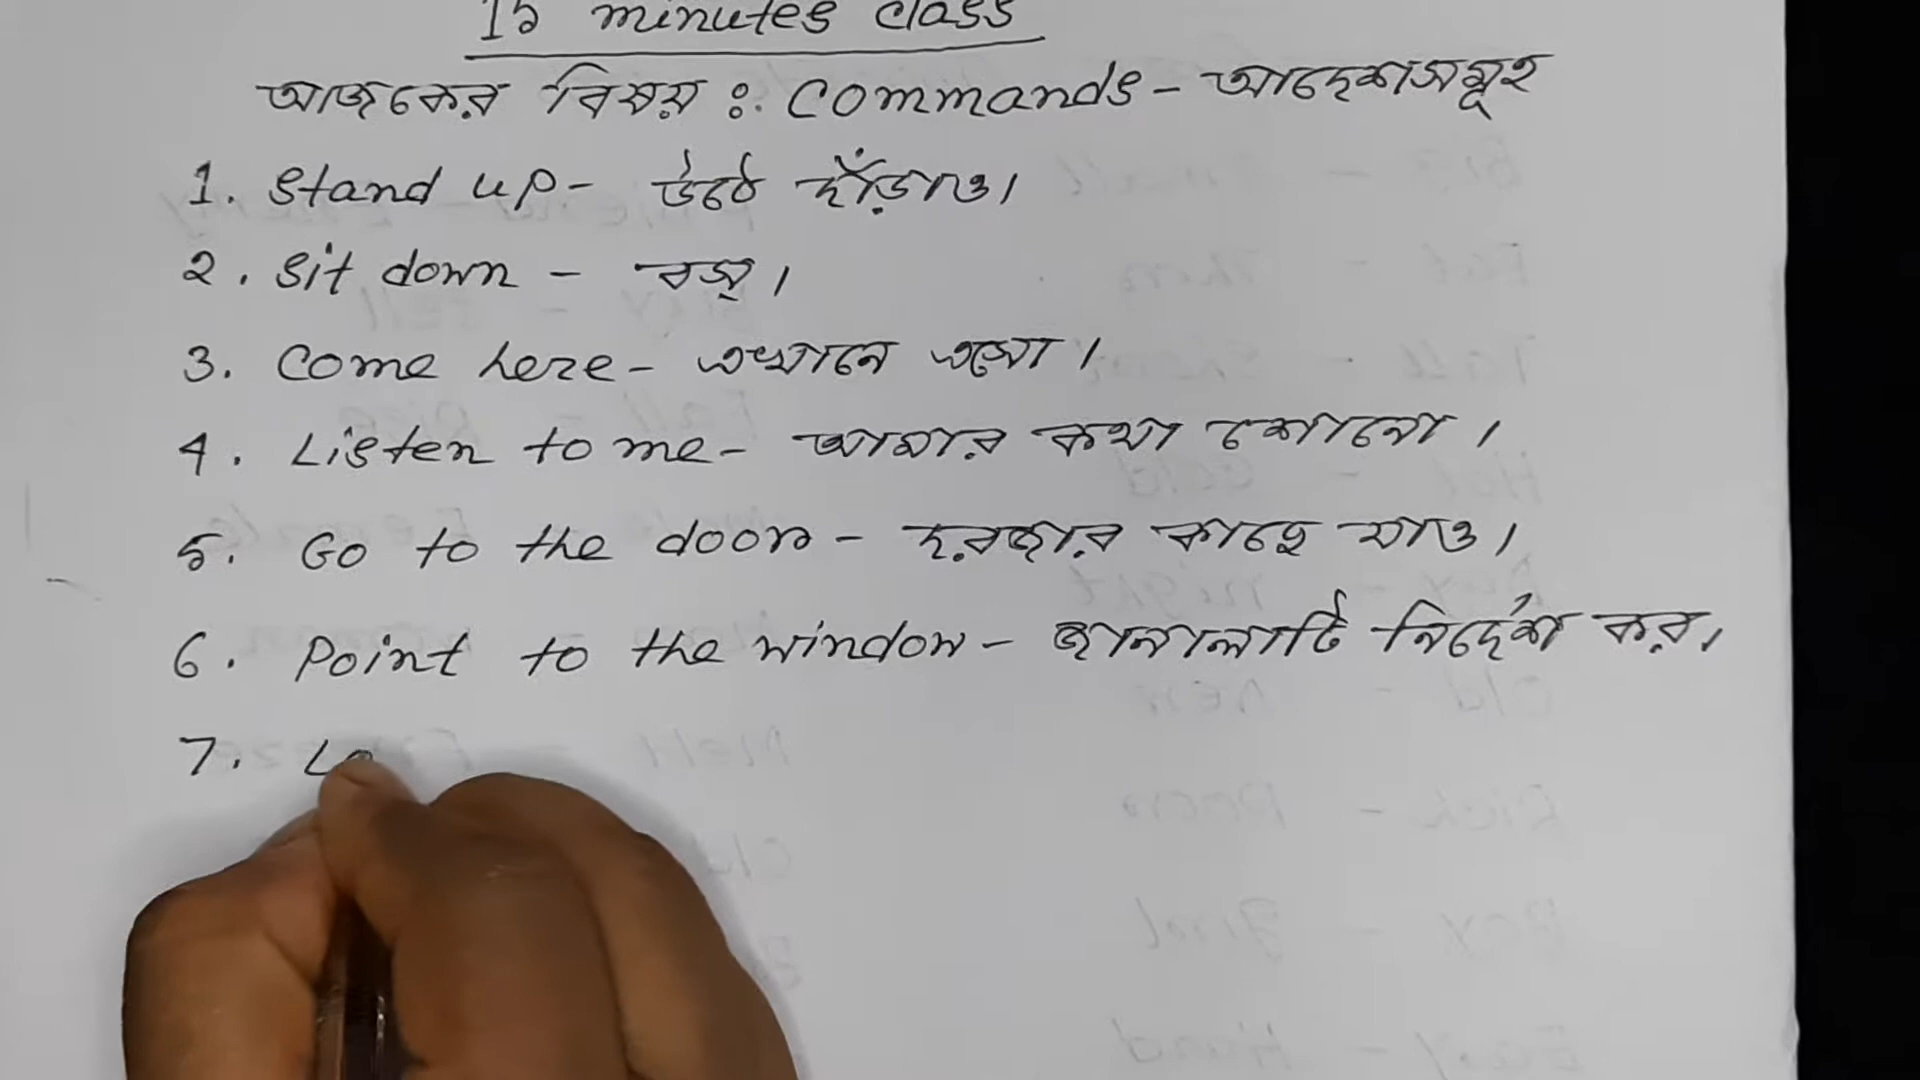 15 minutes class
আজকের বিষয় ঃ. Commands - আদেশসমূহ
1. Stand up - উঠে দাঁড়াও।
2. Sit down - বস।
3. Come here - এখানে এসো।
4. Listen to me - আমার কথা শোনো।
5. Go to the door - দরজার কাছে যাও।
6. Point to the window - জানালাটি নির্দেশ কর।
7. Lo